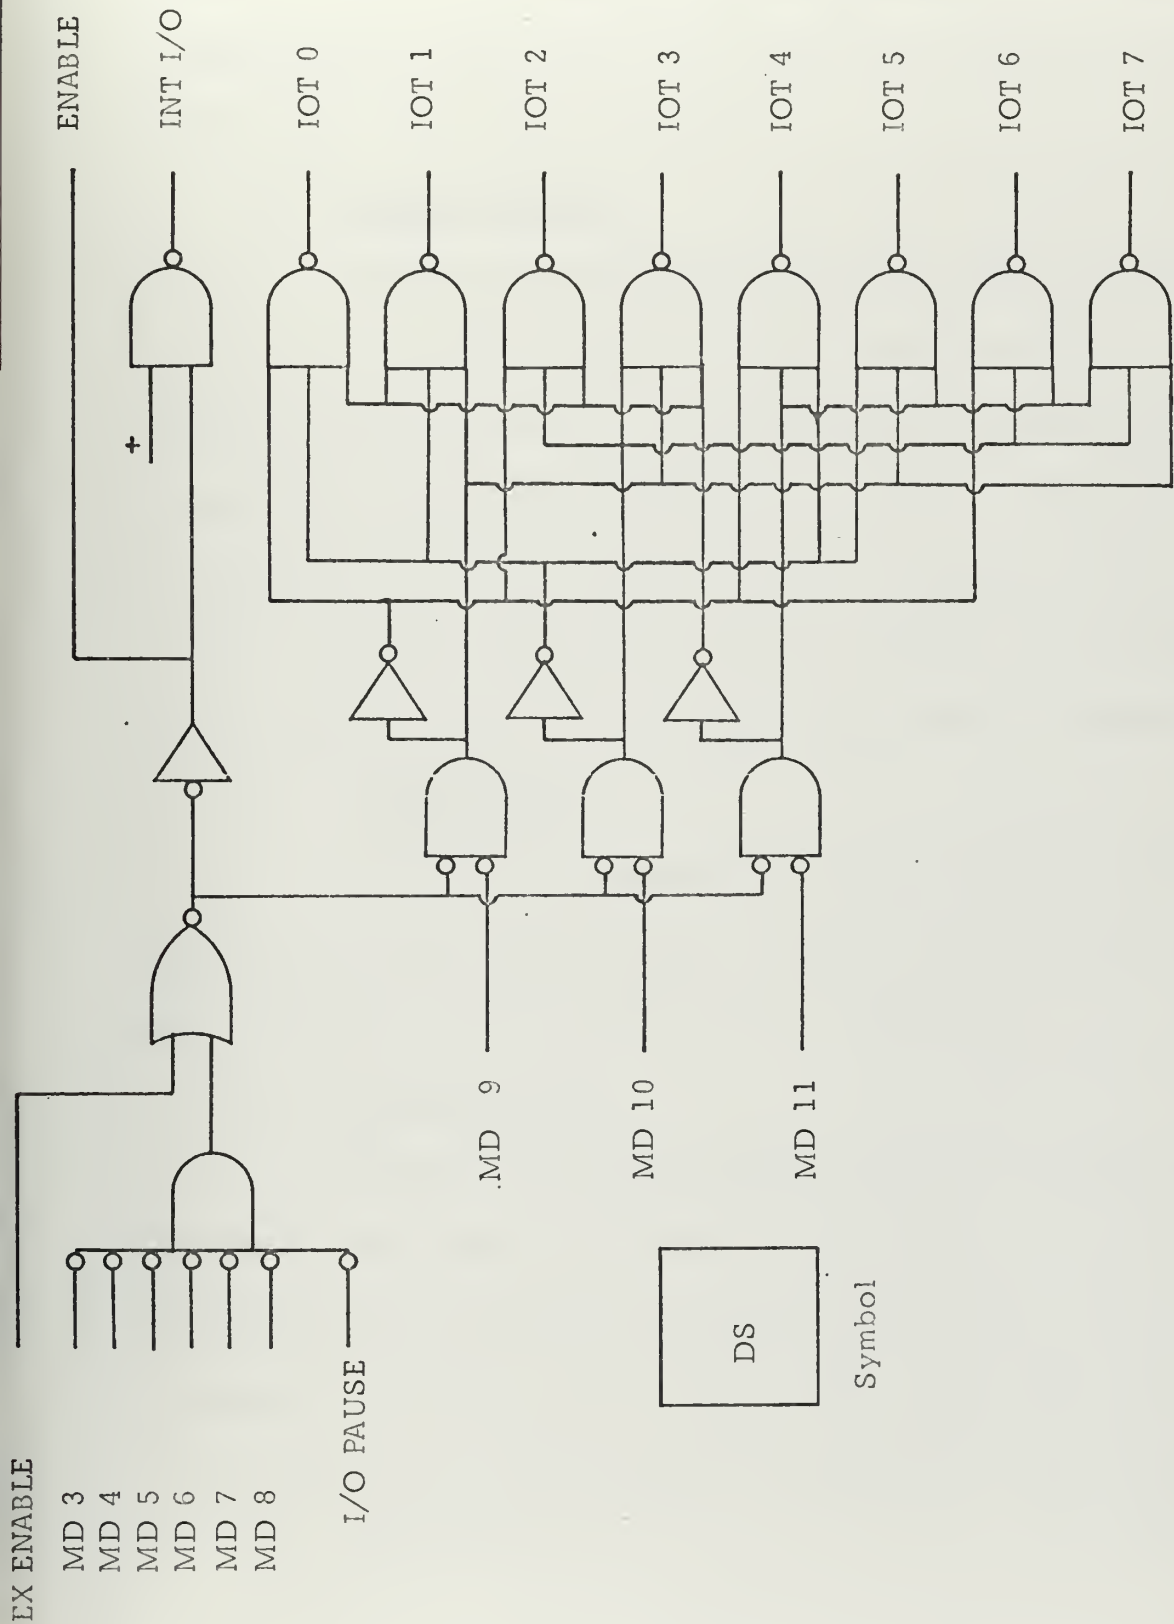 EX ENABLE
MD 3
MD 4
MD 5
MD 6
MD 7
MD 8
I/O PAUSE
.MD 9
MD 10
MD 11
+
ENABLE
INT I/O
IOT 0
IOT 1
IOT 2
IOT 3
IOT 4
IOT 5
IOT 6
IOT 7
DS
Symbol